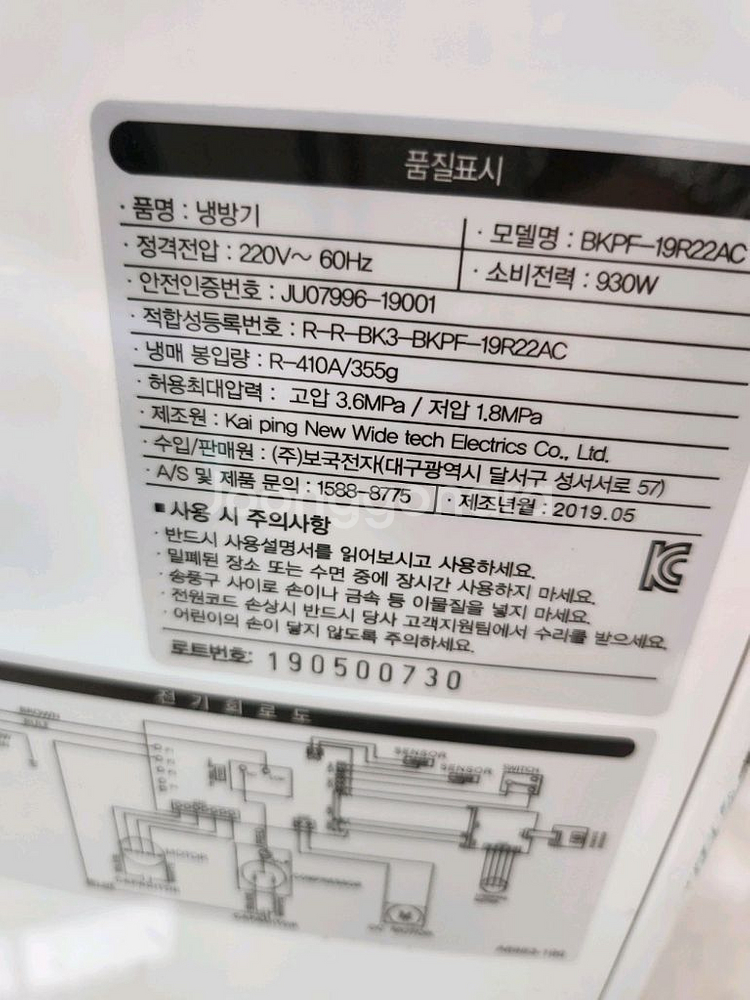 품질표시
· 품명 : 냉방기 · 모델명 : BKPF-19R22AC
· 정격전압 : 220V~ 60Hz · 소비전력 : 930W
· 안전인증번호 : JU07996-19001
· 적합성등록번호 : R-R-BK3-BKPF-19R22AC
· 냉매 봉입량 : R-410A/355g
· 허용최대압력 : 고압 3.6MPa / 저압 1.8MPa
· 제조원 : Kai ping New Wide tech Electrics Co., Ltd.
· 수입/판매원 : (주)보국전자(대구광역시 달서구 성서서로 57)
· A/S 및 제품 문의 : 1588-8775 · 제조년월 : 2019.05
■ 사용 시 주의사항
· 반드시 사용설명서를 읽어보시고 사용하세요.
· 밀폐된 장소 또는 수면 중에 장시간 사용하지 마세요.
· 송풍구 사이로 손이나 금속 등 이물질을 넣지 마세요.
· 전원코드 손상시 반드시 당사 고객지원팀에서 수리를 받으세요.
· 어린이의 손이 닿지 않도록 주의하세요.
로트번호: 190500730
전기회로도
BROWN
SENSOR
SENSOR
SWITCH
MOTOR
CAPACITOR
CAPACITOR